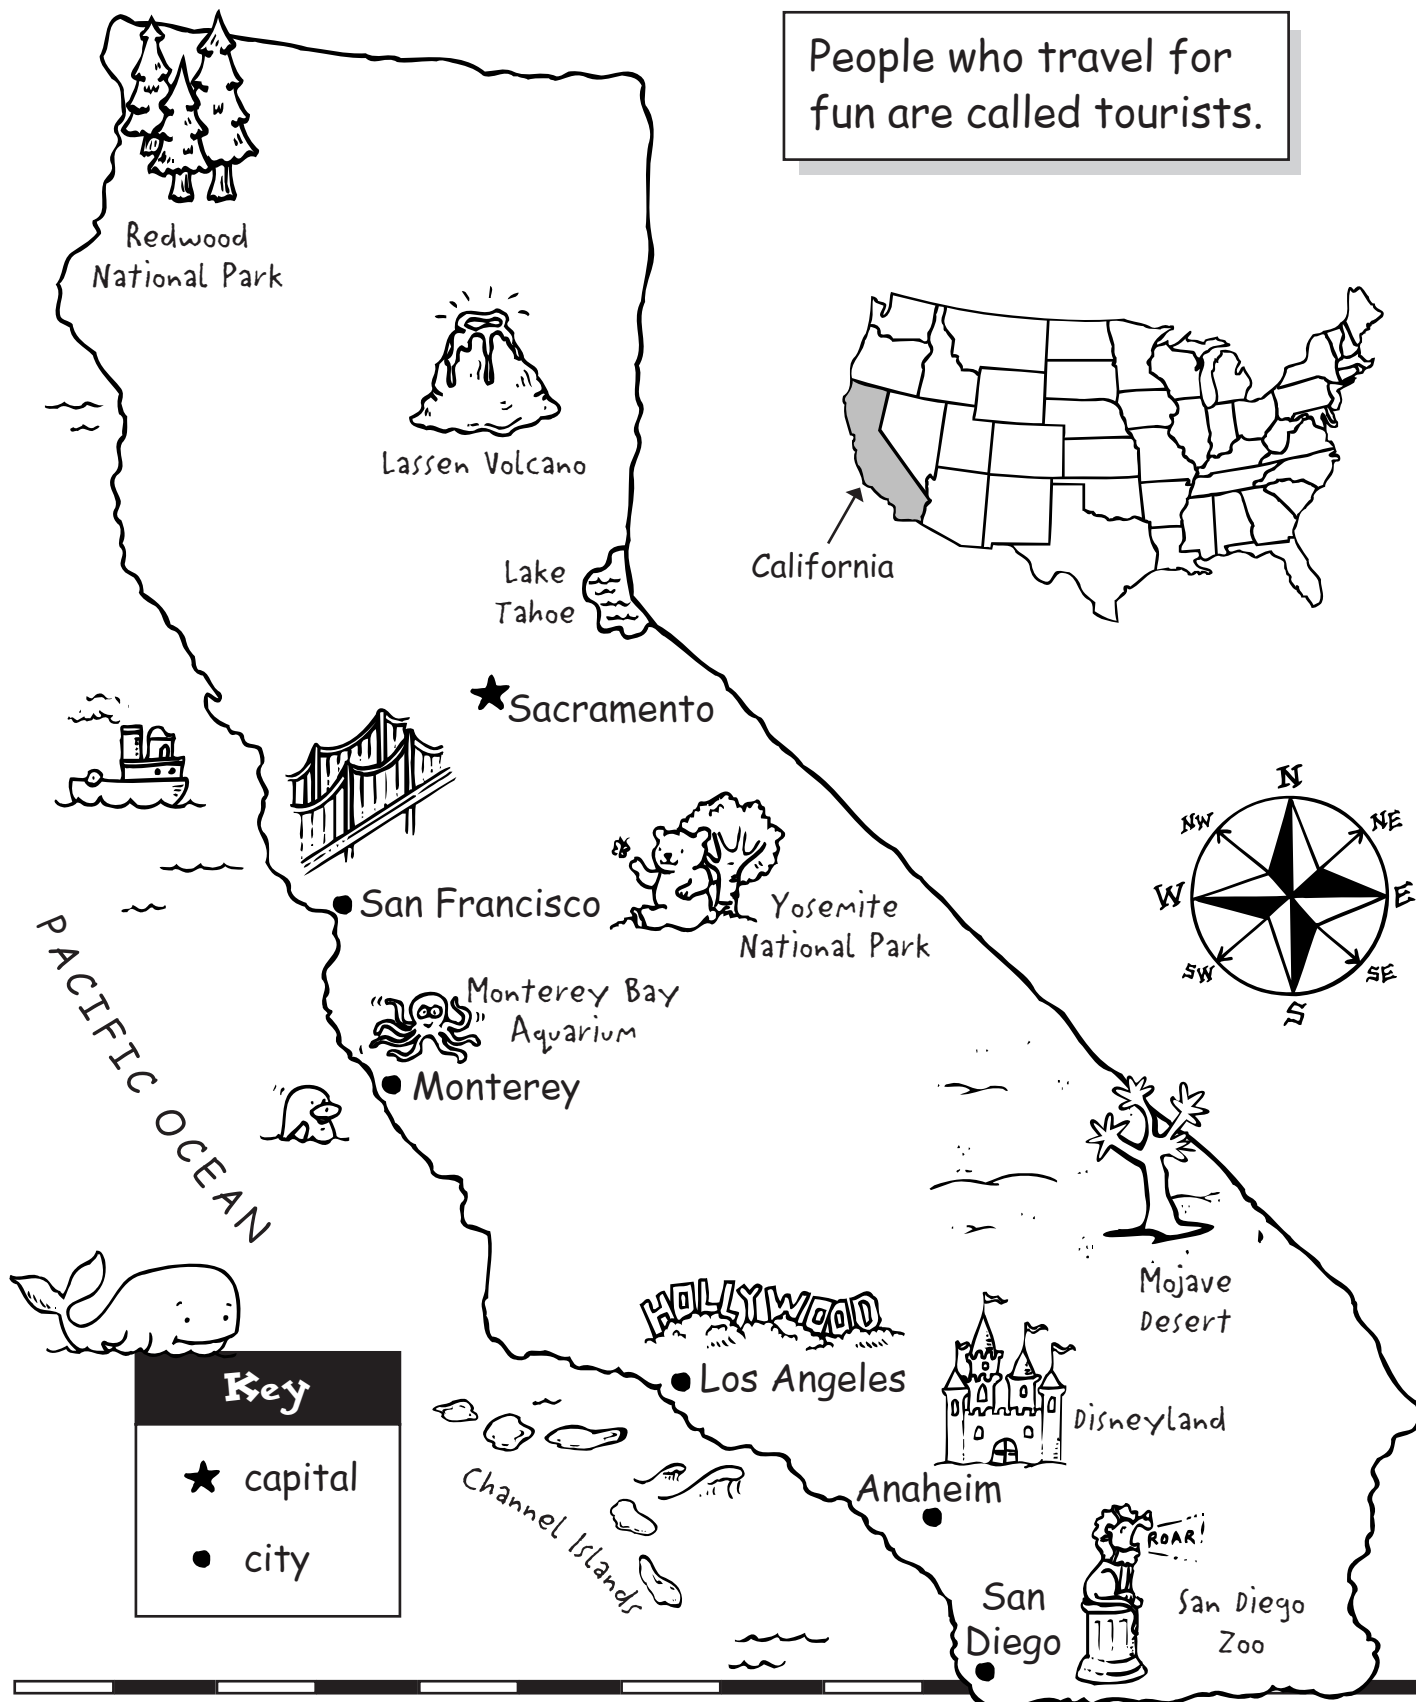 People who travel for
fun are called tourists.
Redwood
National Park
Lassen Volcano
California
Lake
Tahoe
Sacramento
San Francisco
Yosemite
National Park
N
NE
E
SE
S
SW
W
NW
PACIFIC OCEAN
Monterey Bay
Aquarium
Monterey
Mojave
Desert
HOLLYWOOD
Los Angeles
Disneyland
Anaheim
Channel Islands
Key
capital
city
ROAR!
San
Diego
San Diego
Zoo